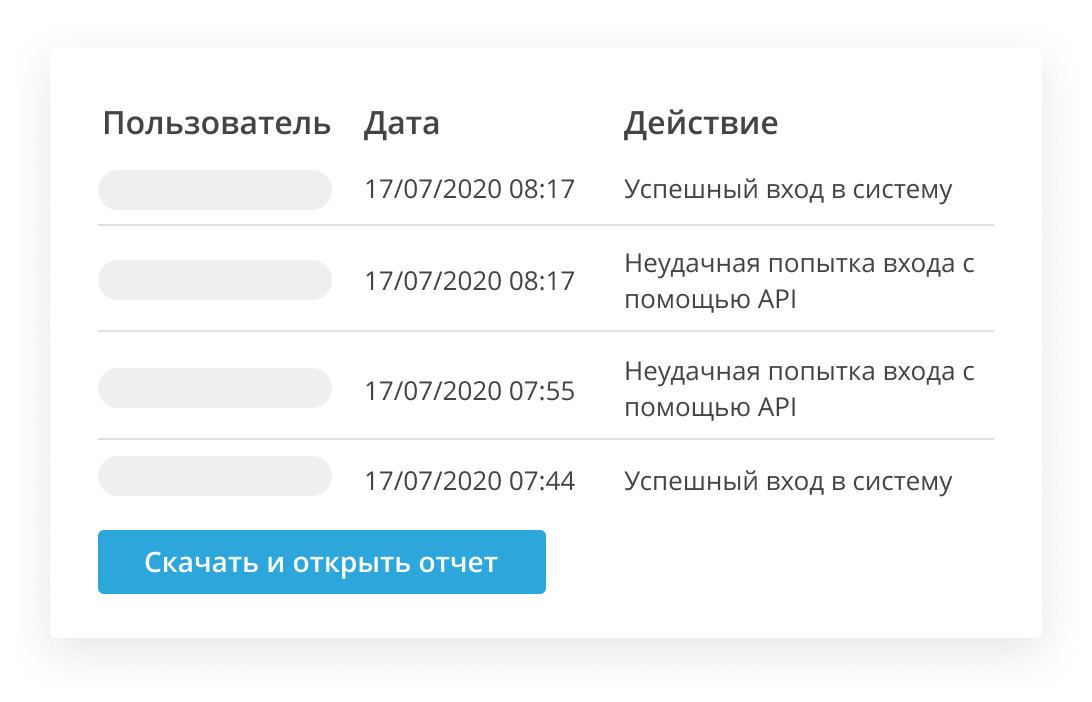 Пользователь Дата Действие
17/07/2020 08:17 Успешный вход в систему
17/07/2020 08:17 Неудачная попытка входа с
помощью API
17/07/2020 07:55 Неудачная попытка входа с
помощью API
17/07/2020 07:44 Успешный вход в систему
Скачать и открыть отчет